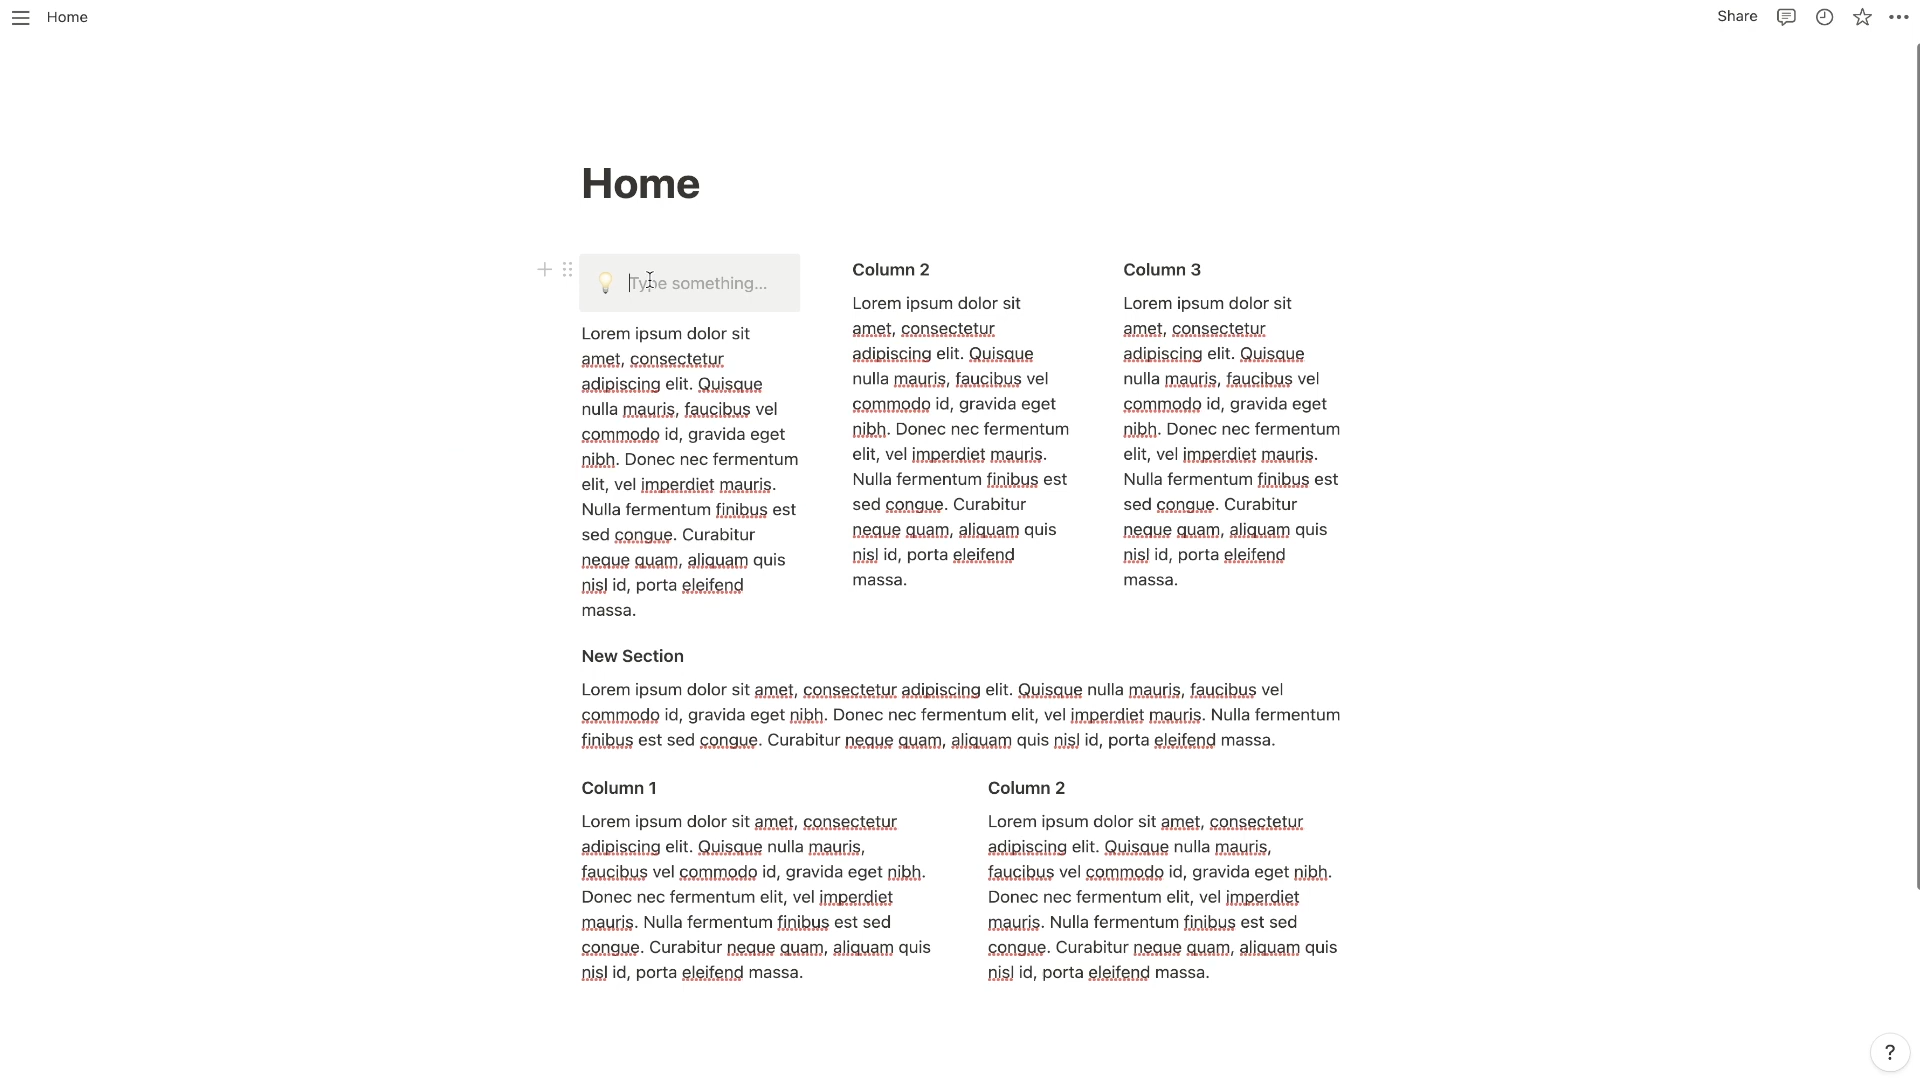 Home
Share
Home
Type something...
Lorem ipsum dolor sit
amet, consectetur
adipiscing elit. Quisque
nulla mauris, faucibus vel
commodo id, gravida eget
nibh. Donec nec fermentum
elit, vel imperdiet mauris.
Nulla fermentum finibus est
sed congue. Curabitur
neque quam, aliquam quis
nisl id, porta eleifend
massa.
Column 2
Lorem ipsum dolor sit
amet, consectetur
adipiscing elit. Quisque
nulla mauris, faucibus vel
commodo id, gravida eget
nibh. Donec nec fermentum
elit, vel imperdiet mauris.
Nulla fermentum finibus est
sed congue. Curabitur
neque quam, aliquam quis
nisl id, porta eleifend
massa.
Column 3
Lorem ipsum dolor sit
amet, consectetur
adipiscing elit. Quisque
nulla mauris, faucibus vel
commodo id, gravida eget
nibh. Donec nec fermentum
elit, vel imperdiet mauris.
Nulla fermentum finibus est
sed congue. Curabitur
neque quam, aliquam quis
nisl id, porta eleifend
massa.
New Section
Lorem ipsum dolor sit amet, consectetur adipiscing elit. Quisque nulla mauris, faucibus vel
commodo id, gravida eget nibh. Donec nec fermentum elit, vel imperdiet mauris. Nulla fermentum
finibus est sed congue. Curabitur neque quam, aliquam quis nisl id, porta eleifend massa.
Column 1
Lorem ipsum dolor sit amet, consectetur
adipiscing elit. Quisque nulla mauris,
faucibus vel commodo id, gravida eget nibh.
Donec nec fermentum elit, vel imperdiet
mauris. Nulla fermentum finibus est sed
congue. Curabitur neque quam, aliquam quis
nisl id, porta eleifend massa.
Column 2
Lorem ipsum dolor sit amet, consectetur
adipiscing elit. Quisque nulla mauris,
faucibus vel commodo id, gravida eget nibh.
Donec nec fermentum elit, vel imperdiet
mauris. Nulla fermentum finibus est sed
congue. Curabitur neque quam, aliquam quis
nisl id, porta eleifend massa.
?